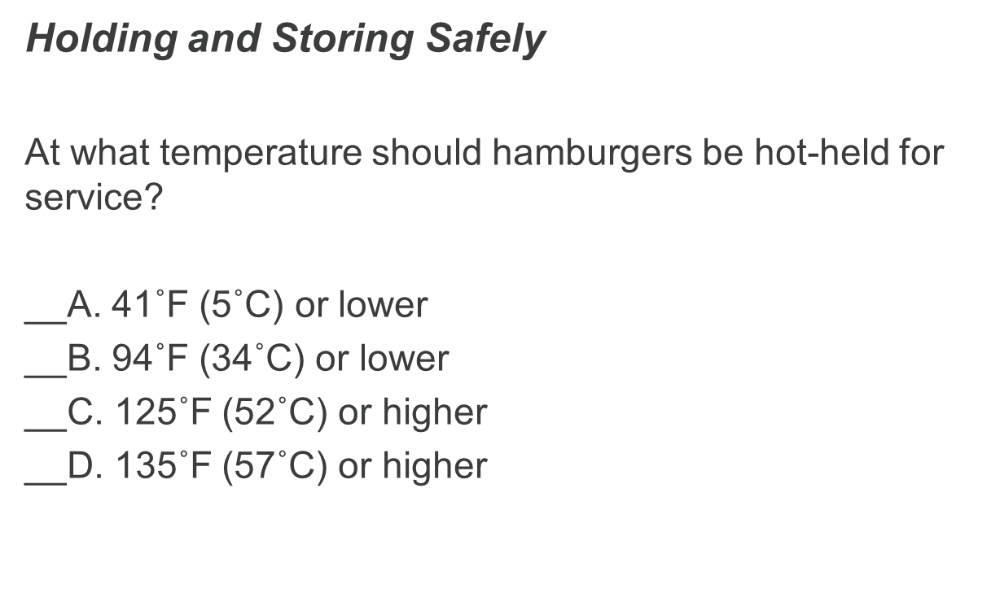 Holding and Storing Safely
At what temperature should hamburgers be hot-held for
service?
__A. 41˚F (5˚C) or lower
__B. 94˚F (34˚C) or lower
__C. 125˚F (52˚C) or higher
__D. 135˚F (57˚C) or higher